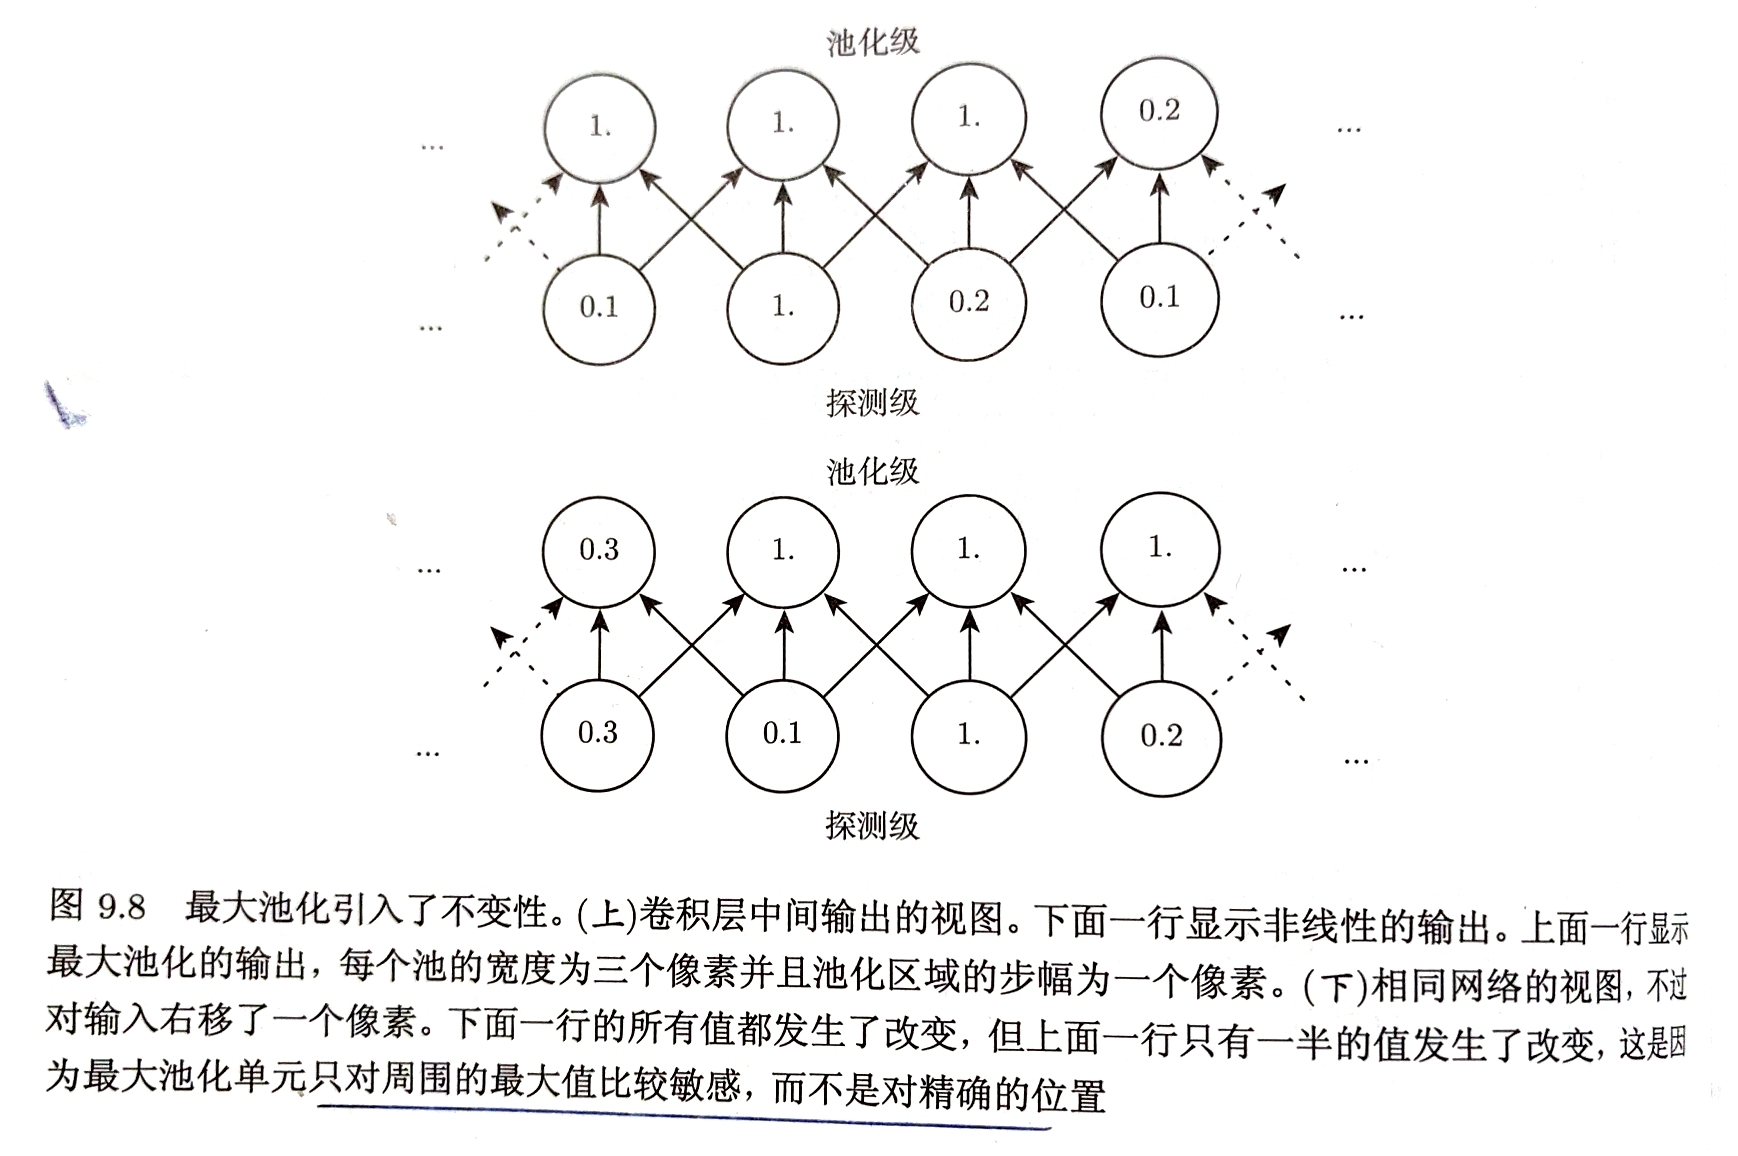 池化级
... 1. 1. 1. 0.2 ...
... 0.1 1. 0.2 0.1 ...
探测级
池化级
... 0.3 1. 1. 1. ...
... 0.3 0.1 1. 0.2 ...
探测级
图 9.8 最大池化引入了不变性。(上)卷积层中间输出的视图。下面一行显示非线性的输出。上面一行显示
最大池化的输出，每个池的宽度为三个像素并且池化区域的步幅为一个像素。(下)相同网络的视图，不过
对输入右移了一个像素。下面一行的所有值都发生了改变，但上面一行只有一半的值发生了改变，这是因
为最大池化单元只对周围的最大值比较敏感，而不是对精确的位置